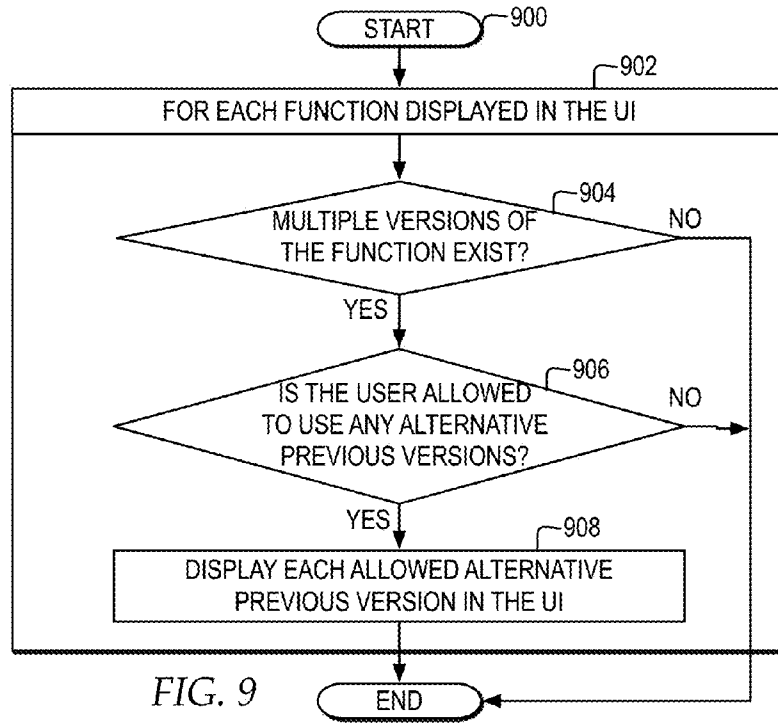 START
900
902
FOR EACH FUNCTION DISPLAYED IN THE UI
904
MULTIPLE VERSIONS OF
THE FUNCTION EXIST?
NO
YES
906
IS THE USER ALLOWED
TO USE ANY ALTERNATIVE
PREVIOUS VERSIONS?
NO
YES
908
DISPLAY EACH ALLOWED ALTERNATIVE
PREVIOUS VERSION IN THE UI
FIG. 9
END